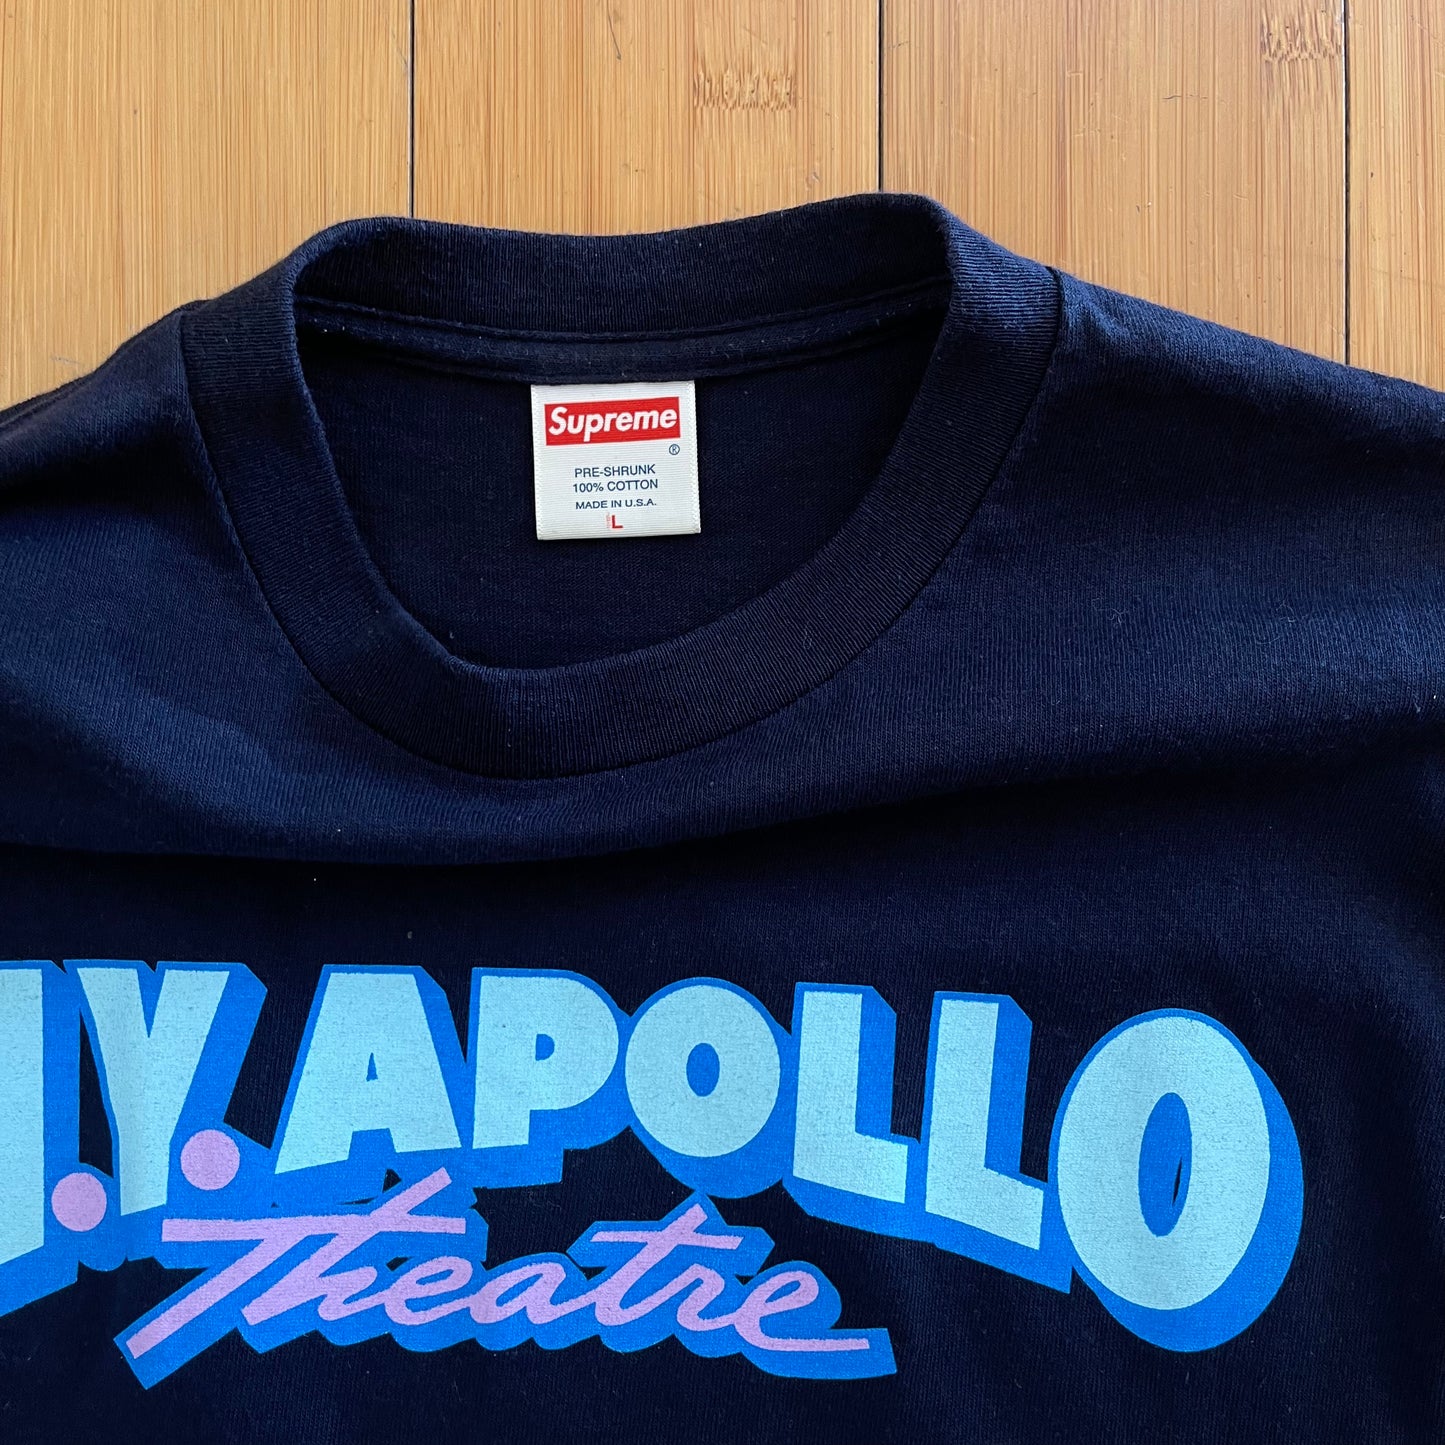 Supreme
®
PRE-SHRUNK
100% COTTON
MADE IN U.S.A.
L
.Y. APOLLO
Theatre